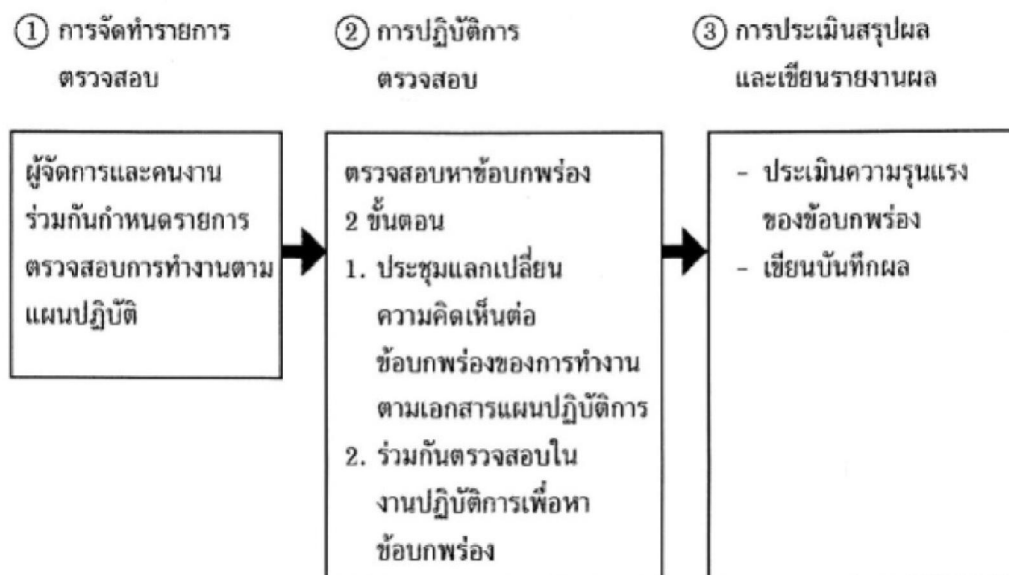 ① การจัดทำรายการ
ตรวจสอบ
② การปฏิบัติการ
ตรวจสอบ
③ การประเมินสรุปผล
และเขียนรายงานผล
ผู้จัดการและคนงาน
ร่วมกันกำหนดรายการ
ตรวจสอบการทำงานตาม
แผนปฏิบัติ
ตรวจสอบหาข้อบกพร่อง
2 ขั้นตอน
1. ประชุมแลกเปลี่ยน
ความคิดเห็นต่อ
ข้อบกพร่องของการทำงาน
ตามเอกสารแผนปฏิบัติการ
2. ร่วมกันตรวจสอบใน
งานปฏิบัติการเพื่อหา
ข้อบกพร่อง
- ประเมินความรุนแรง
ของข้อบกพร่อง
- เขียนบันทึกผล